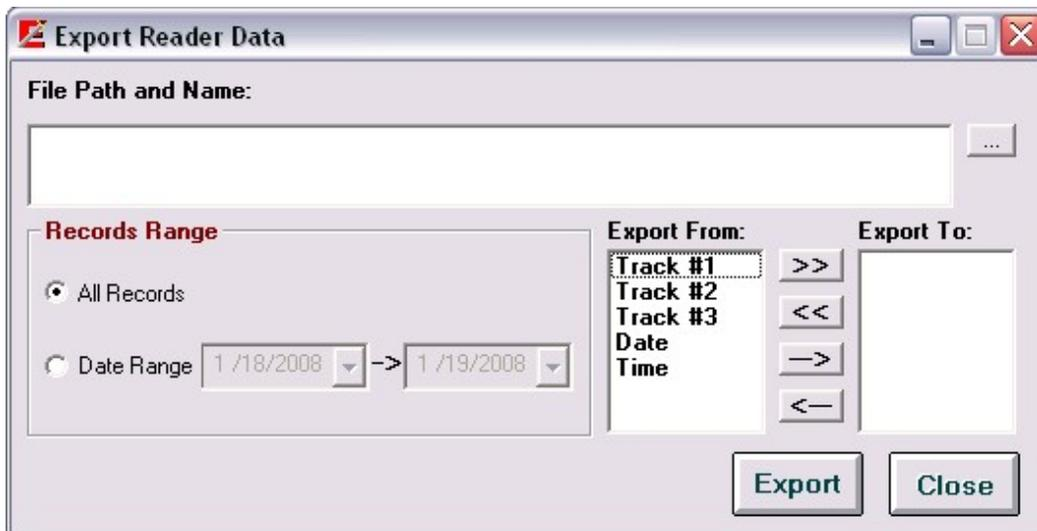 Export Reader Data
File Path and Name:
...
Records Range
All Records
Date Range 1 /18/2008 -> 1 /19/2008
Export From:
Track #1
Track #2
Track #3
Date
Time
>>
<<
—>
<—
Export To:
Export
Close